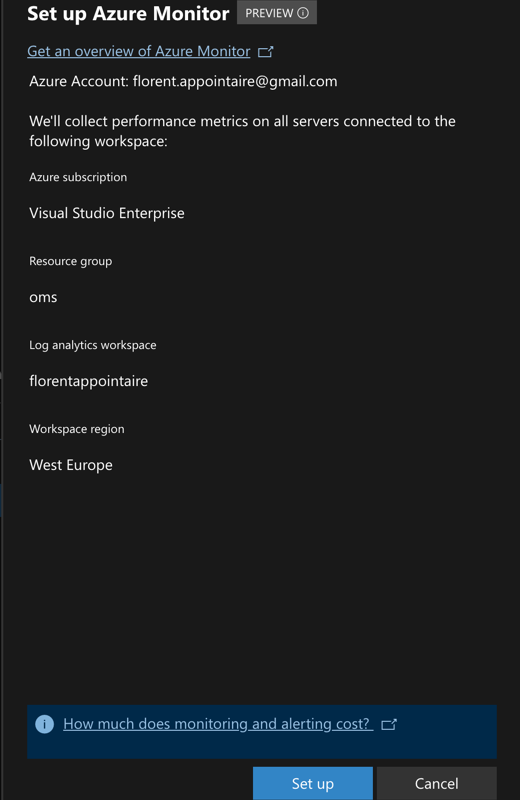 Set up Azure Monitor PREVIEW
Get an overview of Azure Monitor
Azure Account: florent.appointaire@gmail.com
We'll collect performance metrics on all servers connected to the
following workspace:
Azure subscription
Visual Studio Enterprise
Resource group
oms
Log analytics workspace
florentappointaire
Workspace region
West Europe
How much does monitoring and alerting cost?
Set up Cancel